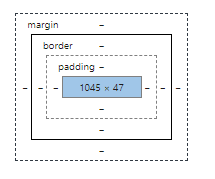 margin –
border –
padding –
– – – 1045 × 47 – – –
–
–
–